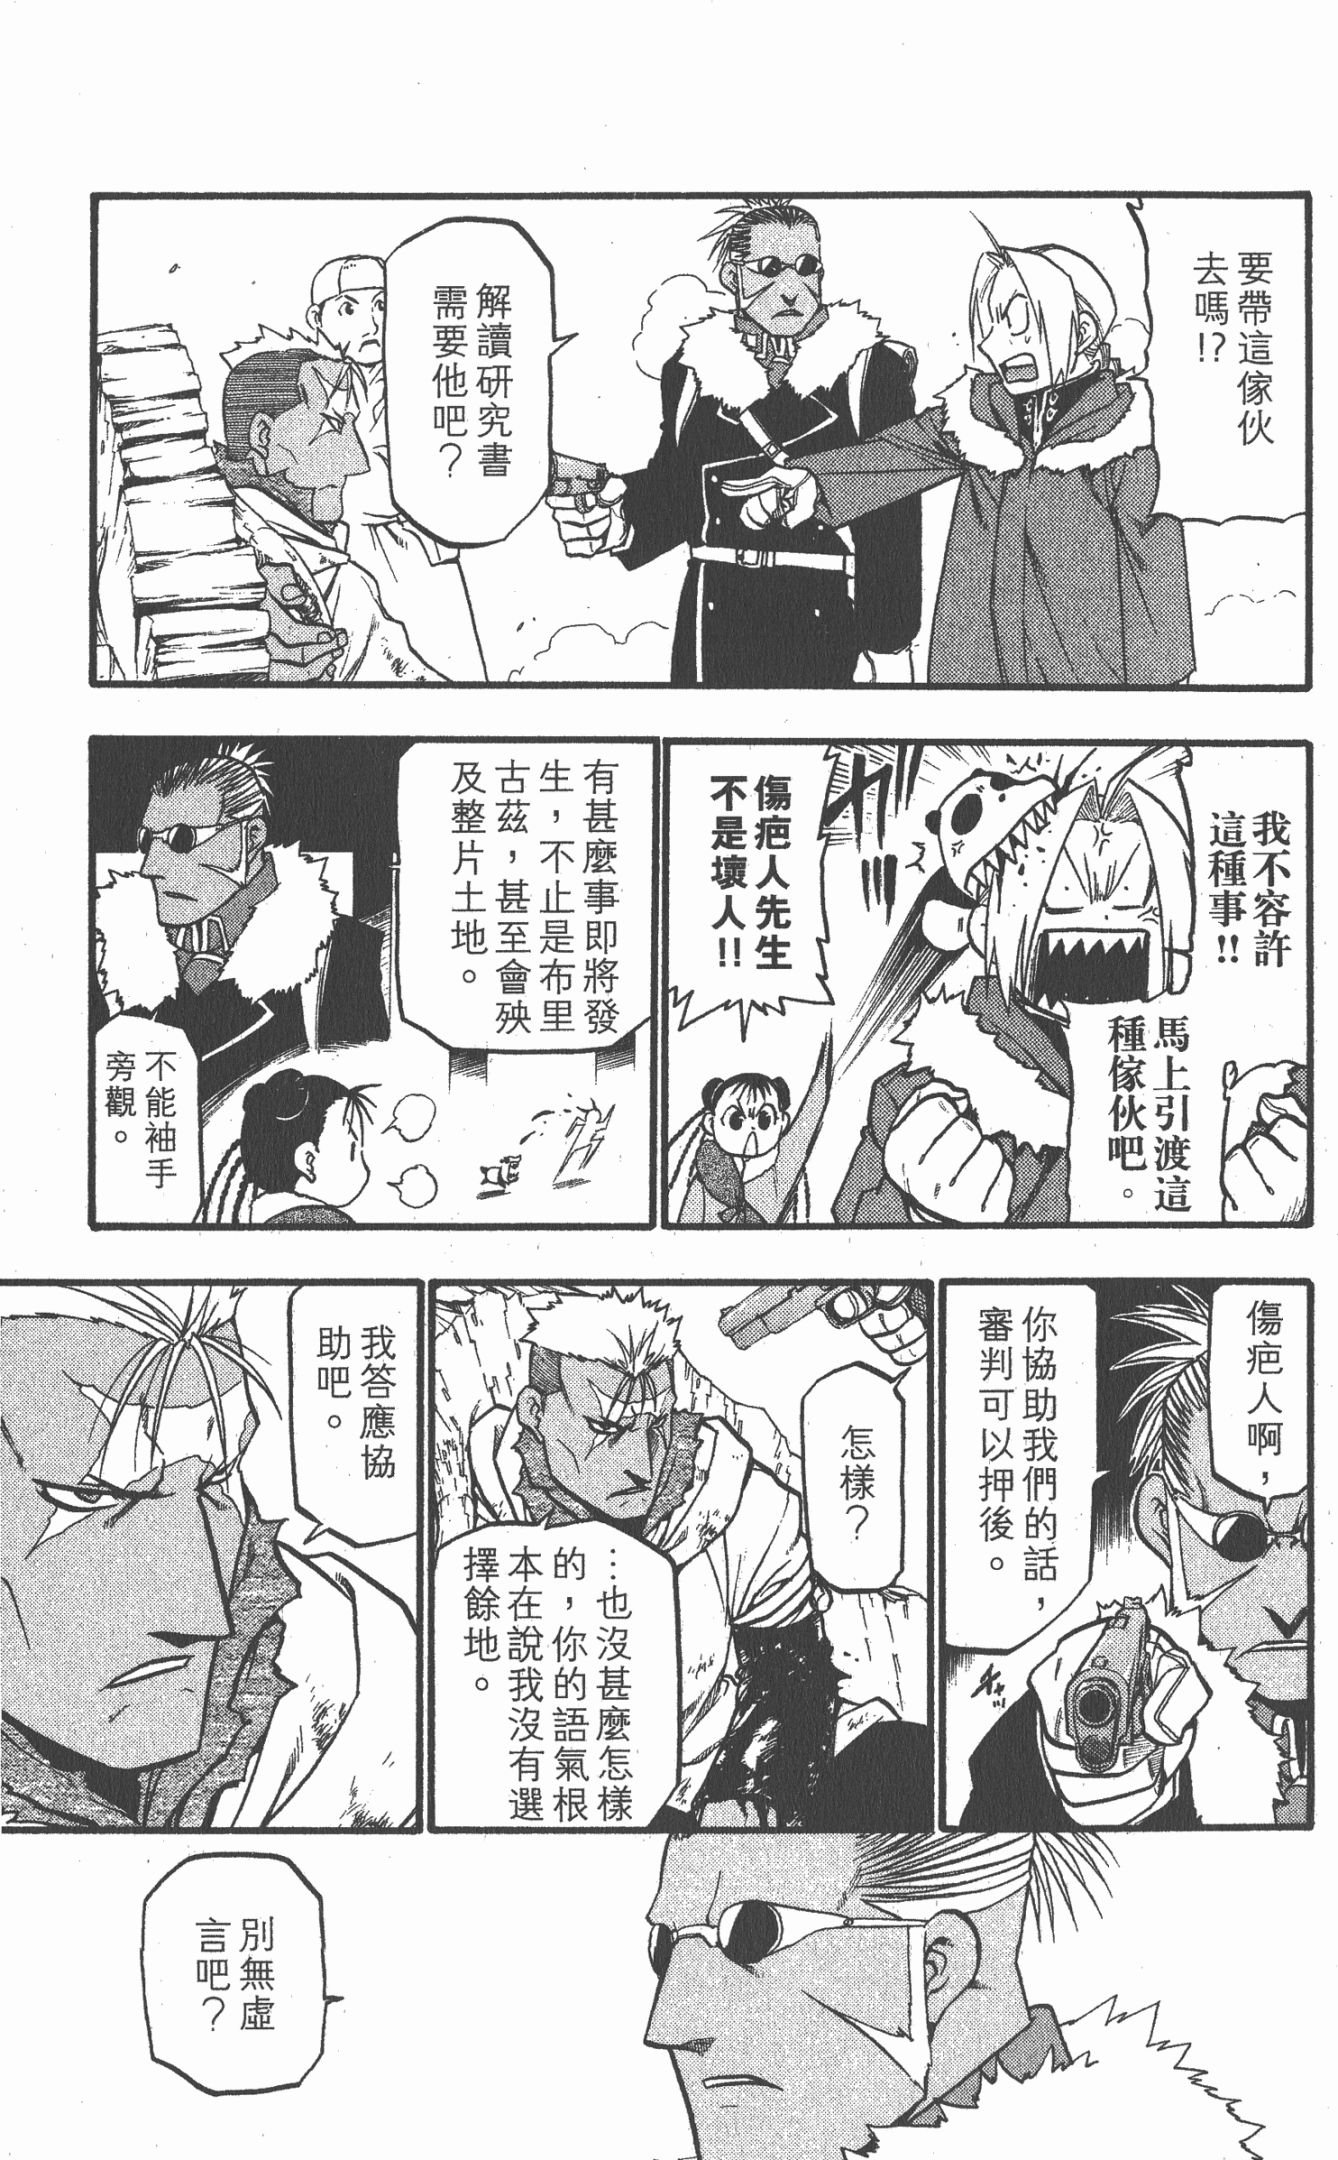 要帶這傢伙
去嗎!?
解讀研究書
需要他吧？
我不容許
這種事!!
馬上引渡這
種傢伙吧。
傷疤人先生
不是壞人!!
有甚麼事即將發
生，不止是布里
古茲，甚至會殃
及整片土地。
不能袖手
旁觀。
傷疤人啊，
你協助我們的話，
審判可以押後。
チャッ
怎樣？
…也沒甚麼怎樣
的，你的語氣根
本在說我沒有選
擇餘地。
我答應協
助吧。
別無虛
言吧？